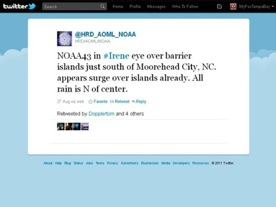 twitter Search Home Profile Messages Who To Follow MyFoxTampaBay
@HRD_AOML_NOAA
HRD/AOML/NOAA
NOAA43 in #Irene eye over barrier
islands just south of Moorehead City, NC.
appears surge over islands already. All
rain is N of center.
27 Aug via web Favorite Retweet Reply
Retweeted by Dopplertom and 4 others
About Help Blog Status Jobs Terms Privacy Advertisers Businesses Media Developers Resources © 2011 Twitter